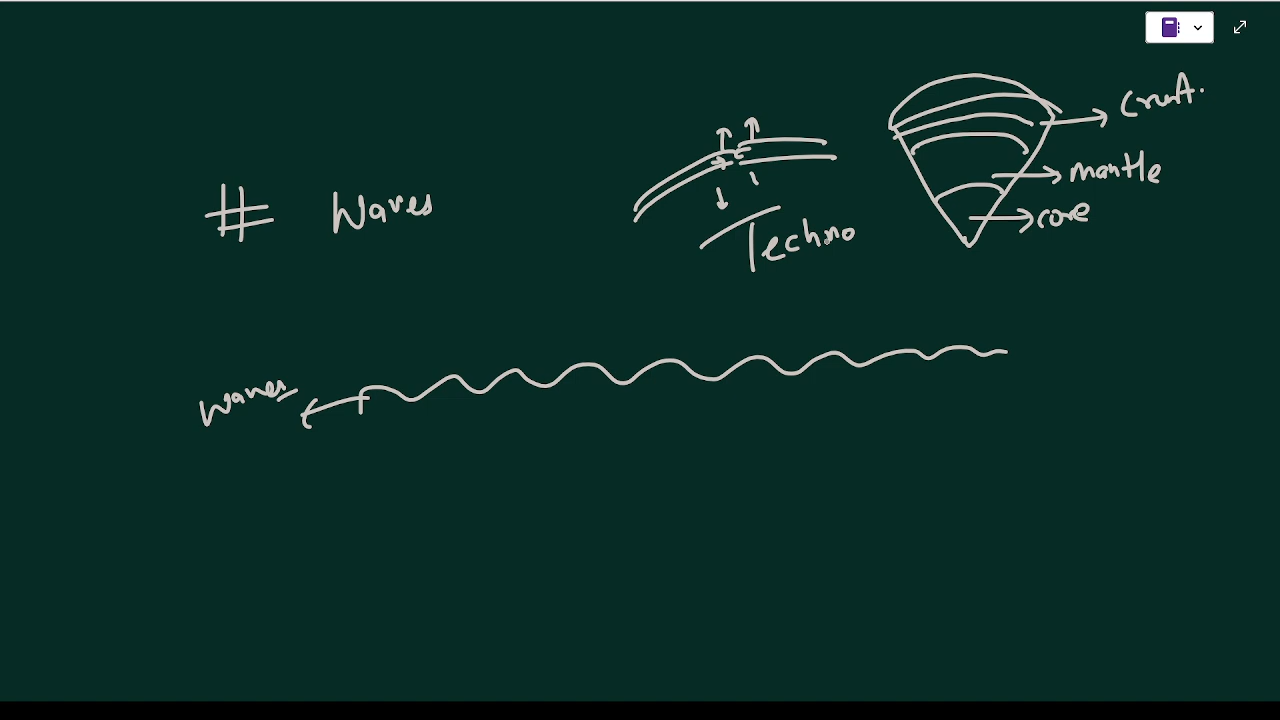 # Waves
Techno
crust.
mantle
core
waves